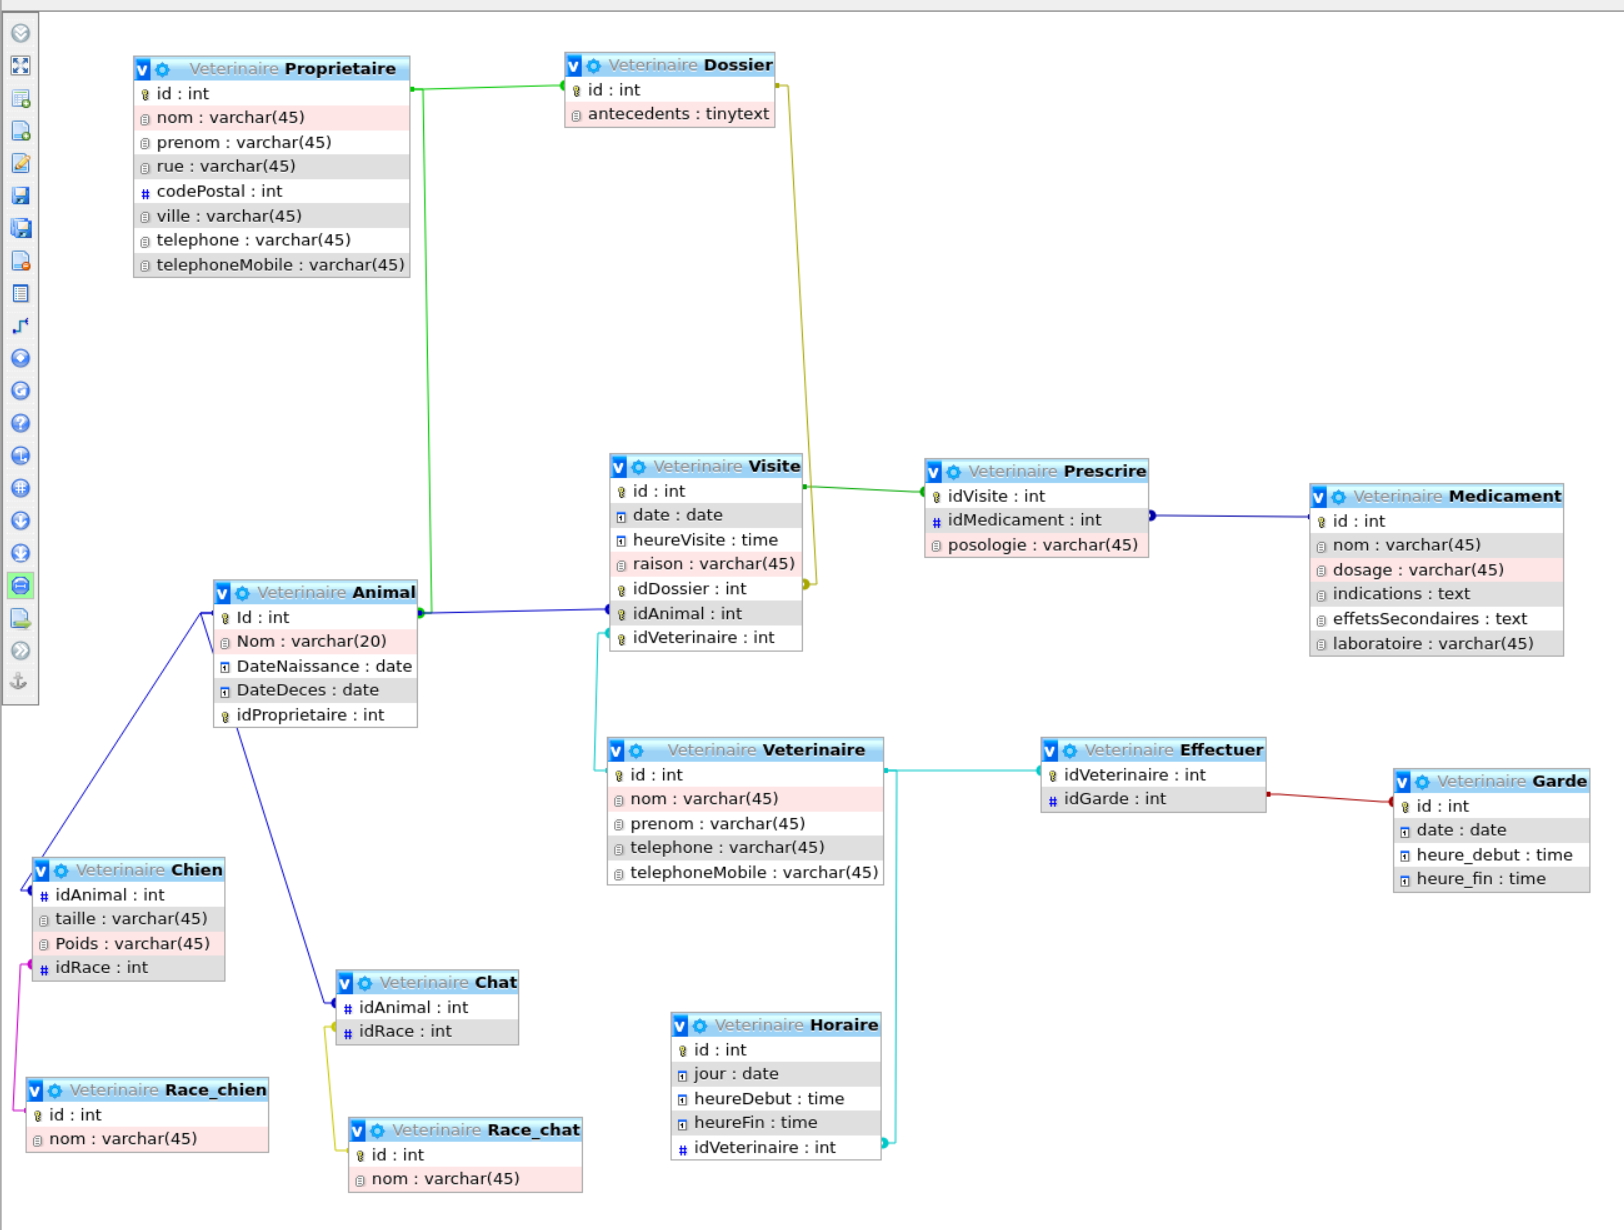 Veterinaire Proprietaire
id : int
nom : varchar(45)
prenom : varchar(45)
rue : varchar(45)
codePostal : int
ville : varchar(45)
telephone : varchar(45)
telephoneMobile : varchar(45)
Veterinaire Dossier
id : int
antecedents : tinytext
Veterinaire Visite
id : int
date : date
heureVisite : time
raison : varchar(45)
idDossier : int
idAnimal : int
idVeterinaire : int
Veterinaire Prescrire
idVisite : int
idMedicament : int
posologie : varchar(45)
Veterinaire Medicament
id : int
nom : varchar(45)
dosage : varchar(45)
indications : text
effetsSecondaires : text
laboratoire : varchar(45)
Veterinaire Animal
Id : int
Nom : varchar(20)
DateNaissance : date
DateDeces : date
idProprietaire : int
Veterinaire Veterinaire
id : int
nom : varchar(45)
prenom : varchar(45)
telephone : varchar(45)
telephoneMobile : varchar(45)
Veterinaire Effectuer
idVeterinaire : int
idGarde : int
Veterinaire Garde
id : int
date : date
heure_debut : time
heure_fin : time
Veterinaire Chien
idAnimal : int
taille : varchar(45)
Poids : varchar(45)
idRace : int
Veterinaire Chat
idAnimal : int
idRace : int
Veterinaire Horaire
id : int
jour : date
heureDebut : time
heureFin : time
idVeterinaire : int
Veterinaire Race_chien
id : int
nom : varchar(45)
Veterinaire Race_chat
id : int
nom : varchar(45)